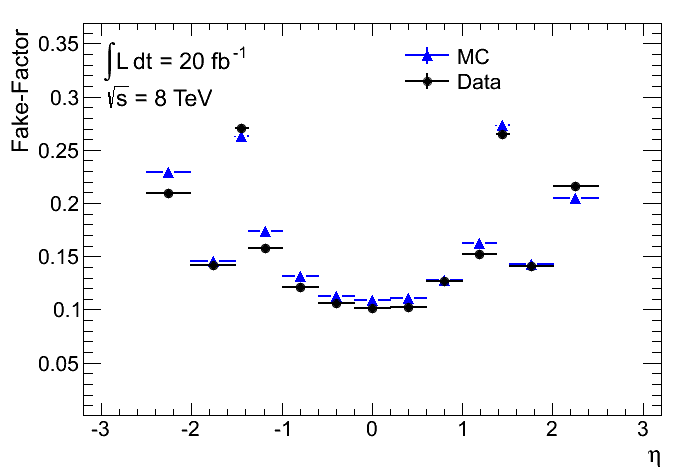 Fake-Factor
∫L dt = 20 fb⁻¹
√s = 8 TeV
MC
Data
0.35
0.3
0.25
0.2
0.15
0.1
0.05
-3 -2 -1 0 1 2 3
η